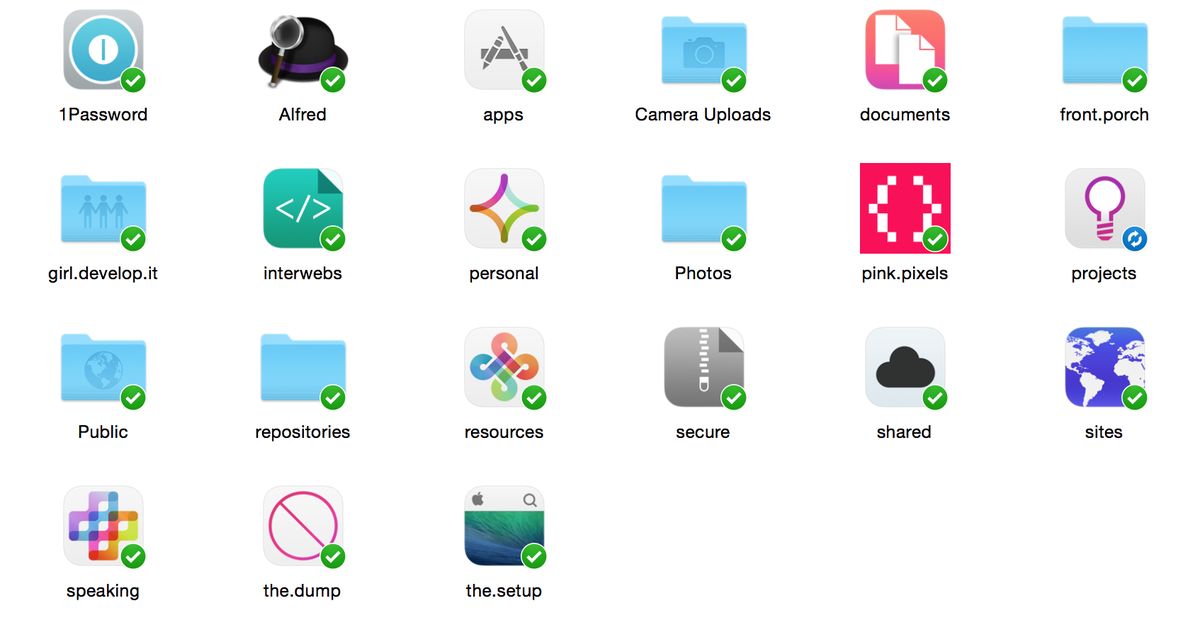 1Password
Alfred
apps
Camera Uploads
documents
front.porch
girl.develop.it
interwebs
personal
Photos
pink.pixels
projects
Public
repositories
resources
secure
shared
sites
speaking
the.dump
the.setup